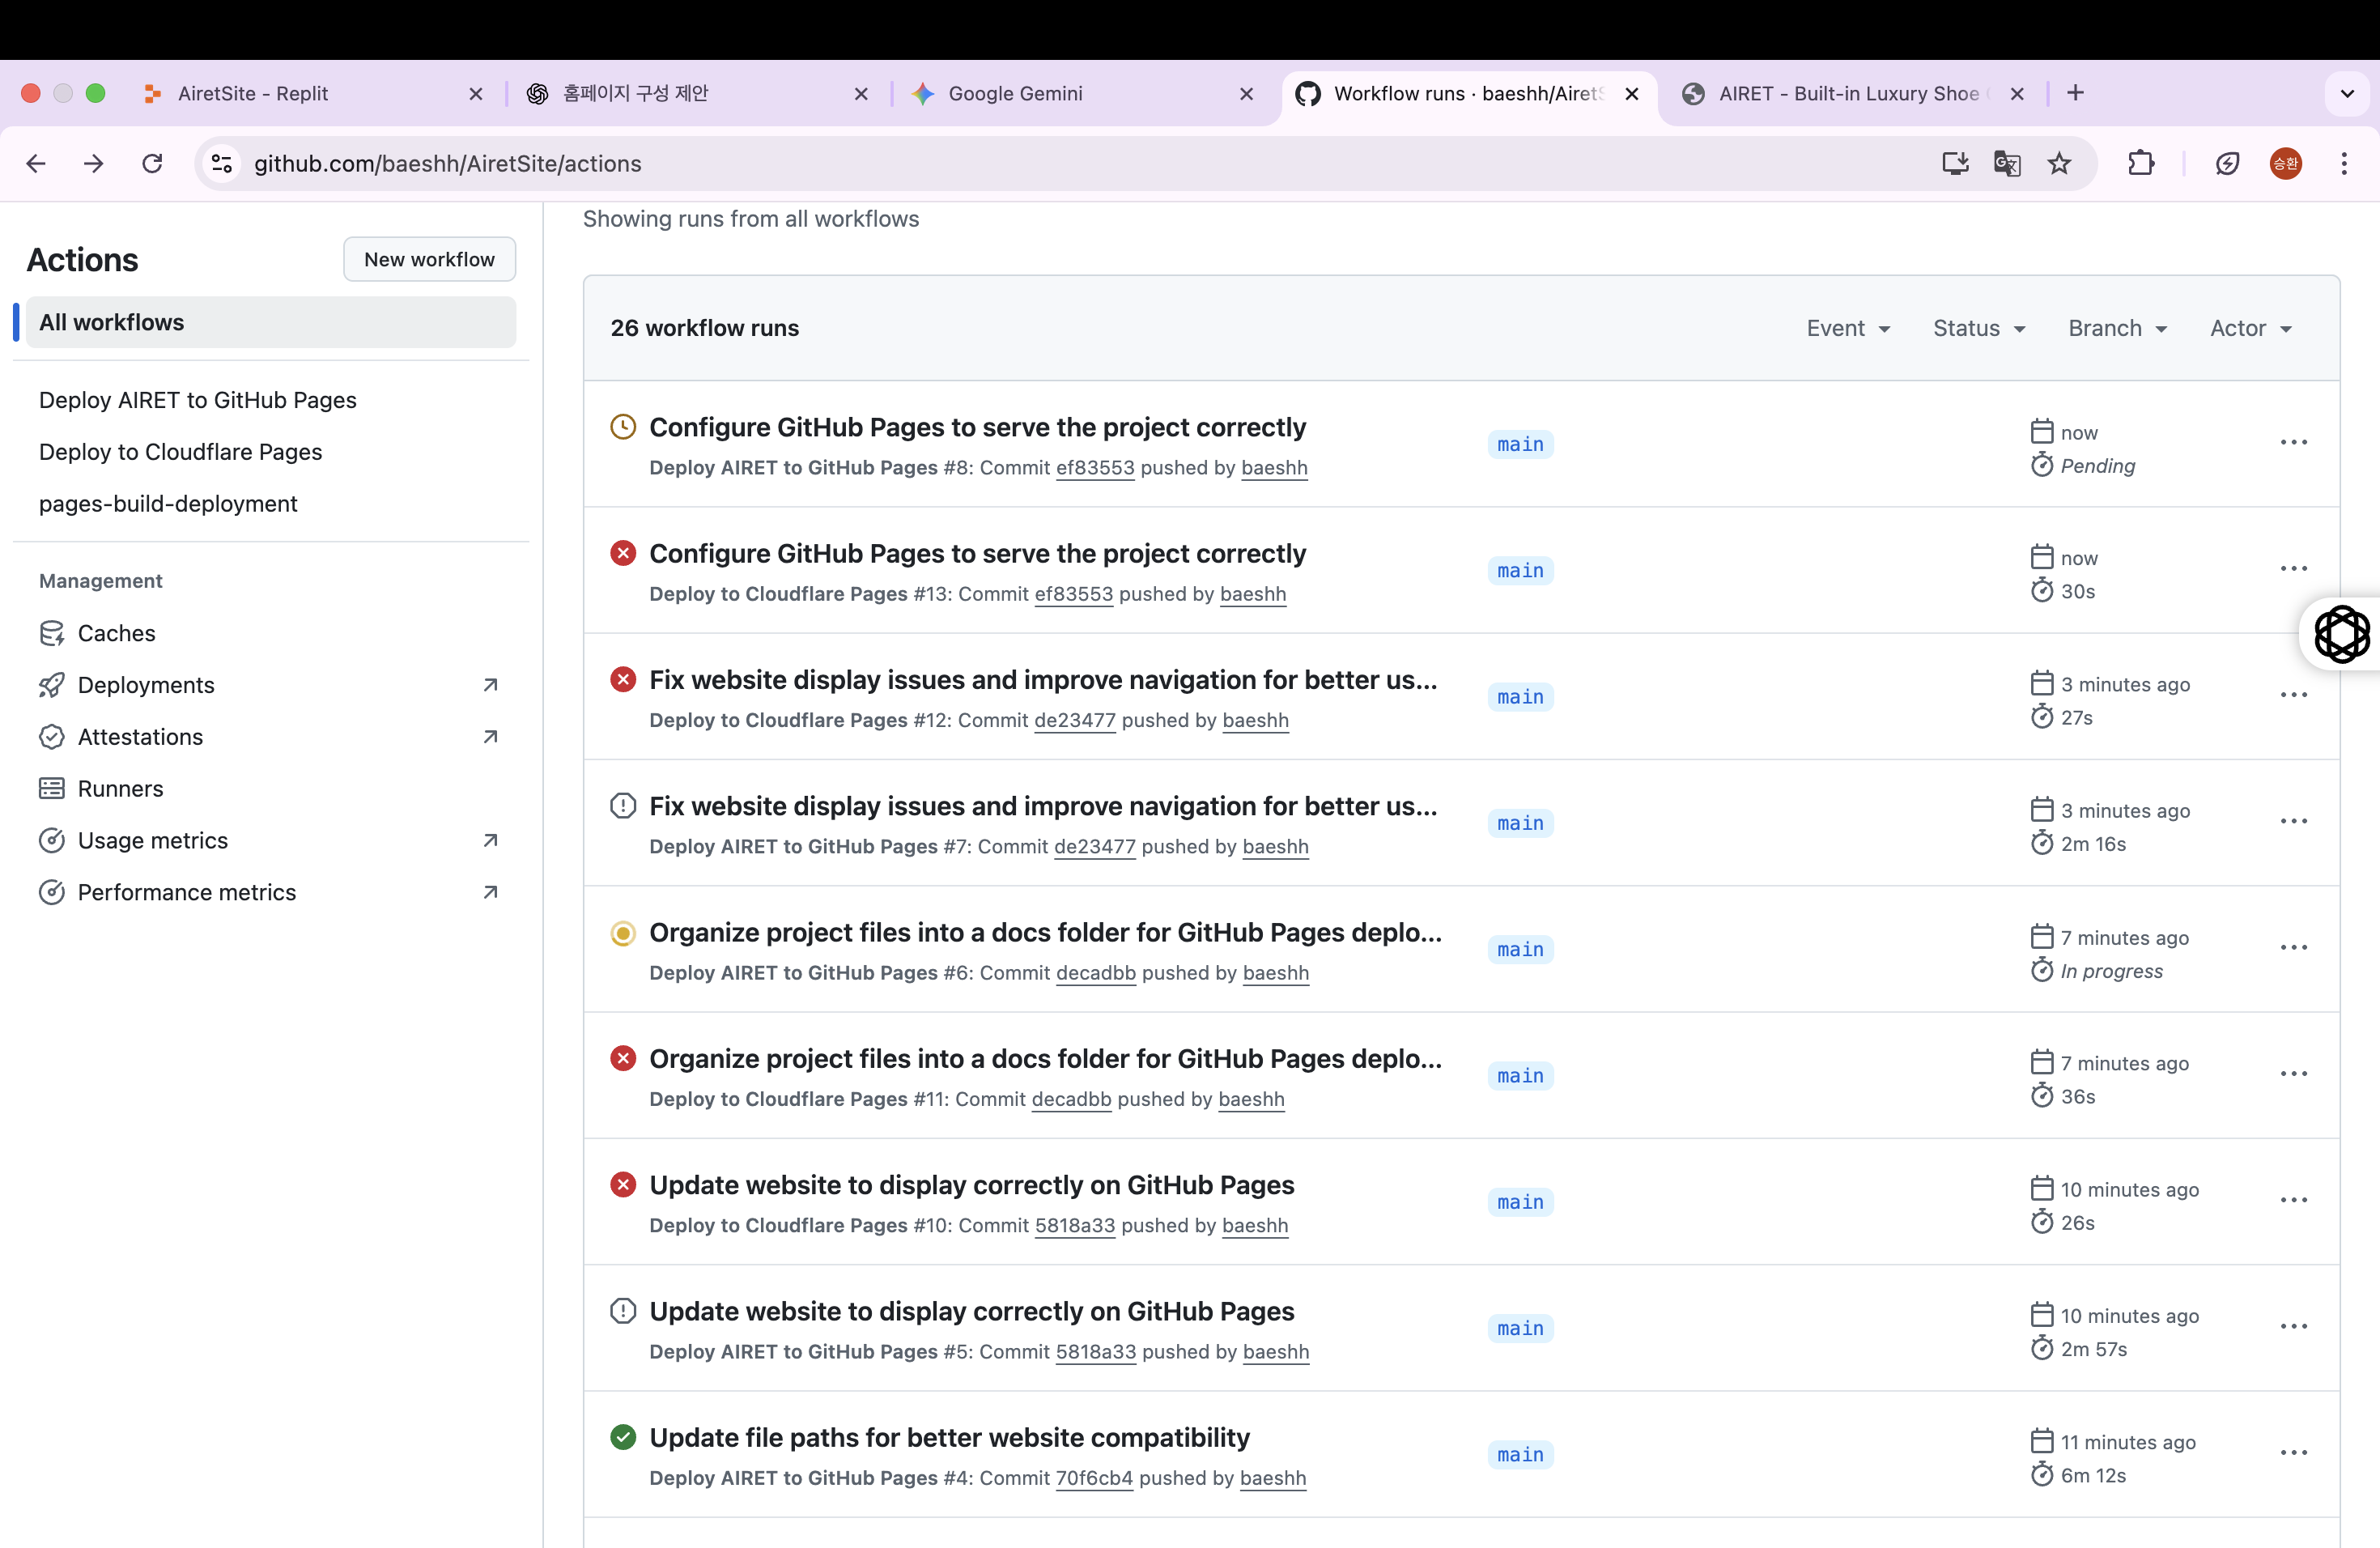 AiretSite - Replit
홈페이지 구성 제안
Google Gemini
Workflow runs · baeshh/Airets
AIRET - Built-in Luxury Shoe
github.com/baeshh/AiretSite/actions
승환
Actions
New workflow
All workflows
Deploy AIRET to GitHub Pages
Deploy to Cloudflare Pages
pages-build-deployment
Management
Caches
Deployments
Attestations
Runners
Usage metrics
Performance metrics
Showing runs from all workflows
26 workflow runs
Event
Status
Branch
Actor
Configure GitHub Pages to serve the project correctly
Deploy AIRET to GitHub Pages #8: Commit ef83553 pushed by baeshh
main
now
Pending
Configure GitHub Pages to serve the project correctly
Deploy to Cloudflare Pages #13: Commit ef83553 pushed by baeshh
main
now
30s
Fix website display issues and improve navigation for better us...
Deploy to Cloudflare Pages #12: Commit de23477 pushed by baeshh
main
3 minutes ago
27s
Fix website display issues and improve navigation for better us...
Deploy AIRET to GitHub Pages #7: Commit de23477 pushed by baeshh
main
3 minutes ago
2m 16s
Organize project files into a docs folder for GitHub Pages deplo...
Deploy AIRET to GitHub Pages #6: Commit decadbb pushed by baeshh
main
7 minutes ago
In progress
Organize project files into a docs folder for GitHub Pages deplo...
Deploy to Cloudflare Pages #11: Commit decadbb pushed by baeshh
main
7 minutes ago
36s
Update website to display correctly on GitHub Pages
Deploy to Cloudflare Pages #10: Commit 5818a33 pushed by baeshh
main
10 minutes ago
26s
Update website to display correctly on GitHub Pages
Deploy AIRET to GitHub Pages #5: Commit 5818a33 pushed by baeshh
main
10 minutes ago
2m 57s
Update file paths for better website compatibility
Deploy AIRET to GitHub Pages #4: Commit 70f6cb4 pushed by baeshh
main
11 minutes ago
6m 12s